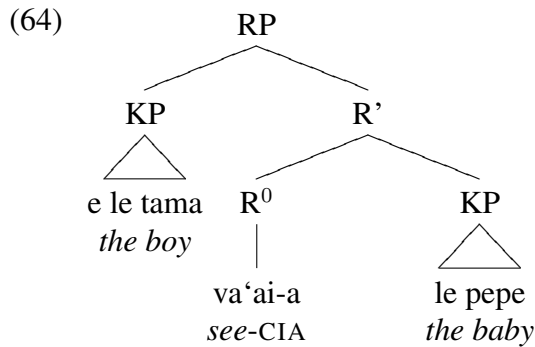 (64) RP
KP R’
e le tama R⁰ KP
the boy
va‘ai-a le pepe
see-CIA the baby